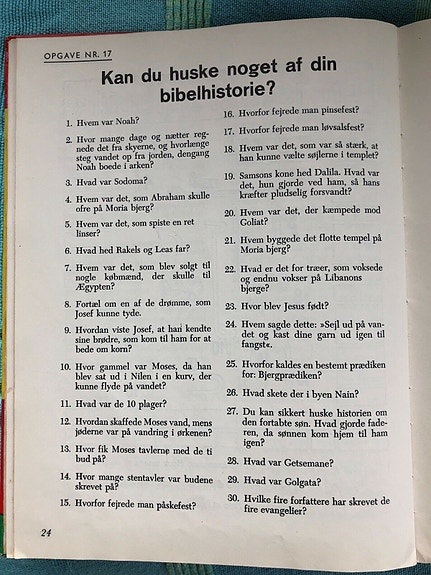 OPGAVE NR. 17
Kan du huske noget af din
bibelhistorie?
1. Hvem var Noah?
2. Hvor mange dage og nætter reg-
nede det fra skyerne, og hvorlænge
steg vandet op fra jorden, dengang
Noah boede i arken?
3. Hvad var Sodoma?
4. Hvem var det, som Abraham skulle
ofre på Moria bjerg?
5. Hvem var det, som spiste en ret
linser?
6. Hvad hed Rakels og Leas far?
7. Hvem var det, som blev solgt til
nogle købmænd, der skulle til
Ægypten?
8. Fortæl om en af de drømme, som
Josef kunne tyde.
9. Hvordan viste Josef, at han kendte
sine brødre, som kom til ham for at
bede om korn?
10. Hvor gammel var Moses, da han
blev sat ud i Nilen i en kurv, der
kunne flyde på vandet?
11. Hvad var de 10 plager?
12. Hvordan skaffede Moses vand, mens
jøderne var på vandring i ørkenen?
13. Hvor fik Moses tavlerne med de ti
bud på?
14. Hvor mange stentavler var budene
skrevet på?
15. Hvorfor fejrede man påskefest?
16. Hvorfor fejrede man pinsefest?
17. Hvorfor fejrede man løvsalsfest?
18. Hvem var det, som var så stærk, at
han kunne vælte søjlerne i templet?
19. Samsons kone hed Dalila. Hvad var
det, hun gjorde ved ham, så hans
kræfter pludselig forsvandt?
20. Hvem var det, der kæmpede mod
Goliat?
21. Hvem byggede det flotte tempel på
Moria bjerg?
22. Hvad er det for træer, som voksede
og endnu vokser på Libanons
bjerge?
23. Hvor blev Jesus født?
24. Hvem sagde dette: »Sejl ud på van-
det og kast dine garn ud igen til
fangst«.
25. Hvorfor kaldes en bestemt prædiken
for: Bjergprædiken?
26. Hvad skete der i byen Nain?
27. Du kan sikkert huske historien om
den fortabte søn. Hvad gjorde fade-
ren, da sønnen kom hjem til ham
igen?
28. Hvad var Getsemane?
29. Hvad var Golgata?
30. Hvilke fire forfattere har skrevet de
fire evangelier?
24